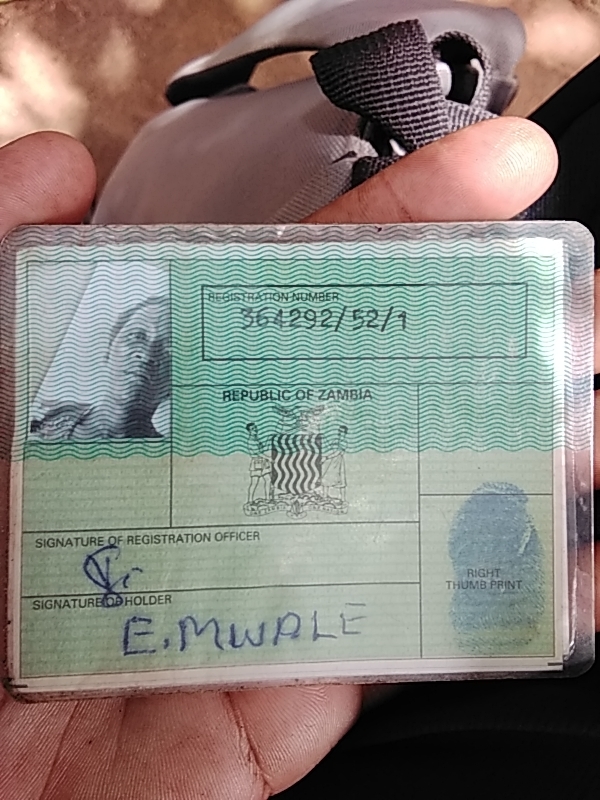 REGISTRATION NUMBER
364292/52/1
REPUBLIC OF ZAMBIA
SIGNATURE OF REGISTRATION OFFICER
SIGNATURE OF HOLDER
E. MWALE
RIGHT
THUMB PRINT